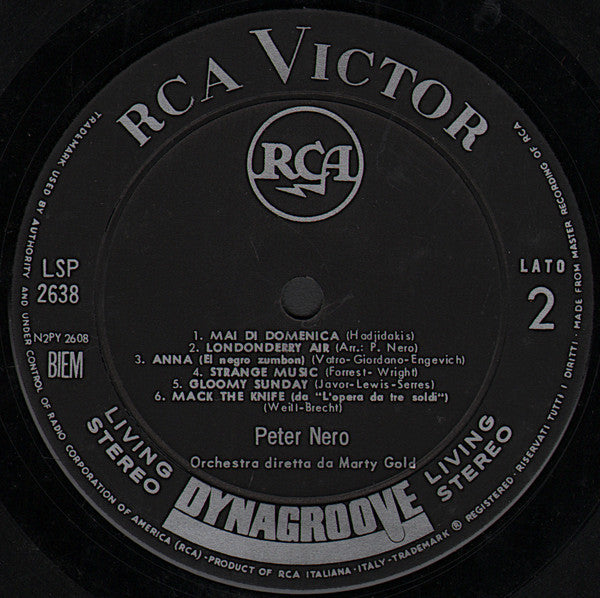 RCA VICTOR
RCA
TRADEMARK USED BY AUTHORITY AND UNDER CONTROL OF RADIO CORPORATION OF AMERICA (RCA) - PRODUCT OF RCA ITALIANA - ITALY - TRADEMARK ® REGISTERED. RISERVATI TUTTI I DIRITTI - MADE FROM MASTER RECORDING OF RCA
LSP
2638
LATO
2
N2PY 2608
BIEM
1. MAI DI DOMENICA (Hadjidakis)
2. LONDONDERRY AIR (Arr.: P. Nero)
3. ANNA (El negro zumbon) (Vatro-Giordano-Engevich)
4. STRANGE MUSIC (Forrest- Wright)
5. GLOOMY SUNDAY (Javor-Lewis-Serres)
6. MACK THE KNIFE (da "L'opera da tre soldi")
(Weill-Brecht)
Peter Nero
Orchestra diretta da Marty Gold
LIVING
STEREO
DYNAGROOVE
LIVING
STEREO